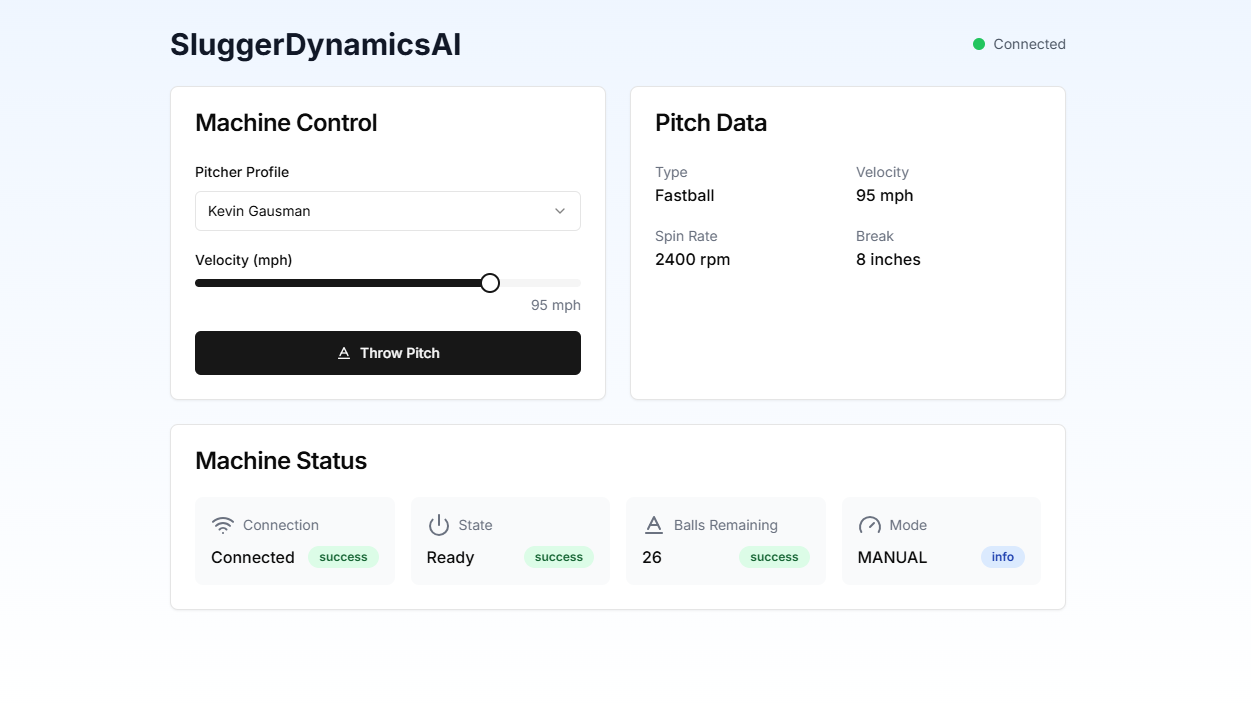 SluggerDynamicsAI
Connected
Machine Control
Pitcher Profile
Kevin Gausman
Velocity (mph)
95 mph
Throw Pitch
Pitch Data
Type
Fastball
Velocity
95 mph
Spin Rate
2400 rpm
Break
8 inches
Machine Status
Connection
Connected
success
State
Ready
success
Balls Remaining
26
success
Mode
MANUAL
info